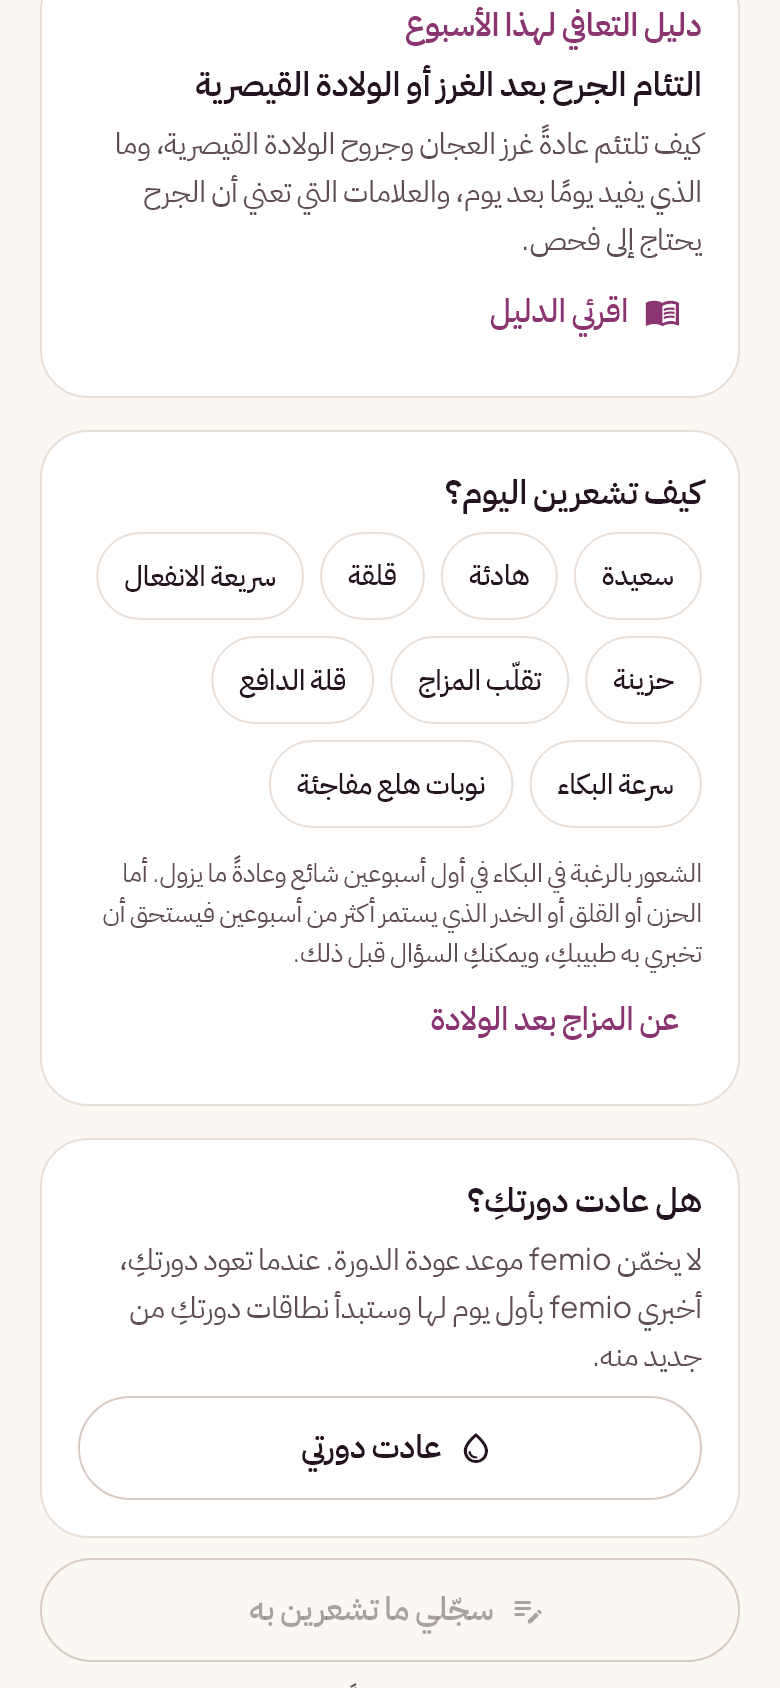 دليل التعافي لهذا الأسبوع
التئام الجرح بعد الغرز أو الولادة القيصرية
كيف تلتئم عادةً غرز العجان وجروح الولادة القيصرية، وما
الذي يفيد يومًا بعد يوم، والعلامات التي تعني أن الجرح
يحتاج إلى فحص.
اقرئي الدليل
كيف تشعرين اليوم؟
سعيدة
هادئة
قلقة
سريعة الانفعال
حزينة
تقلّب المزاج
قلة الدافع
سرعة البكاء
نوبات هلع مفاجئة
الشعور بالرغبة في البكاء في أول أسبوعين شائع وعادةً ما يزول. أما
الحزن أو القلق أو الخدر الذي يستمر أكثر من أسبوعين فيستحق أن
تخبري به طبيبكِ، ويمكنكِ السؤال قبل ذلك.
عن المزاج بعد الولادة
هل عادت دورتكِ؟
لا يخمّن femio موعد عودة الدورة. عندما تعود دورتكِ،
أخبري femio بأول يوم لها وستبدأ نطاقات دورتكِ من
جديد منه.
عادت دورتي
سجّلي ما تشعرين به